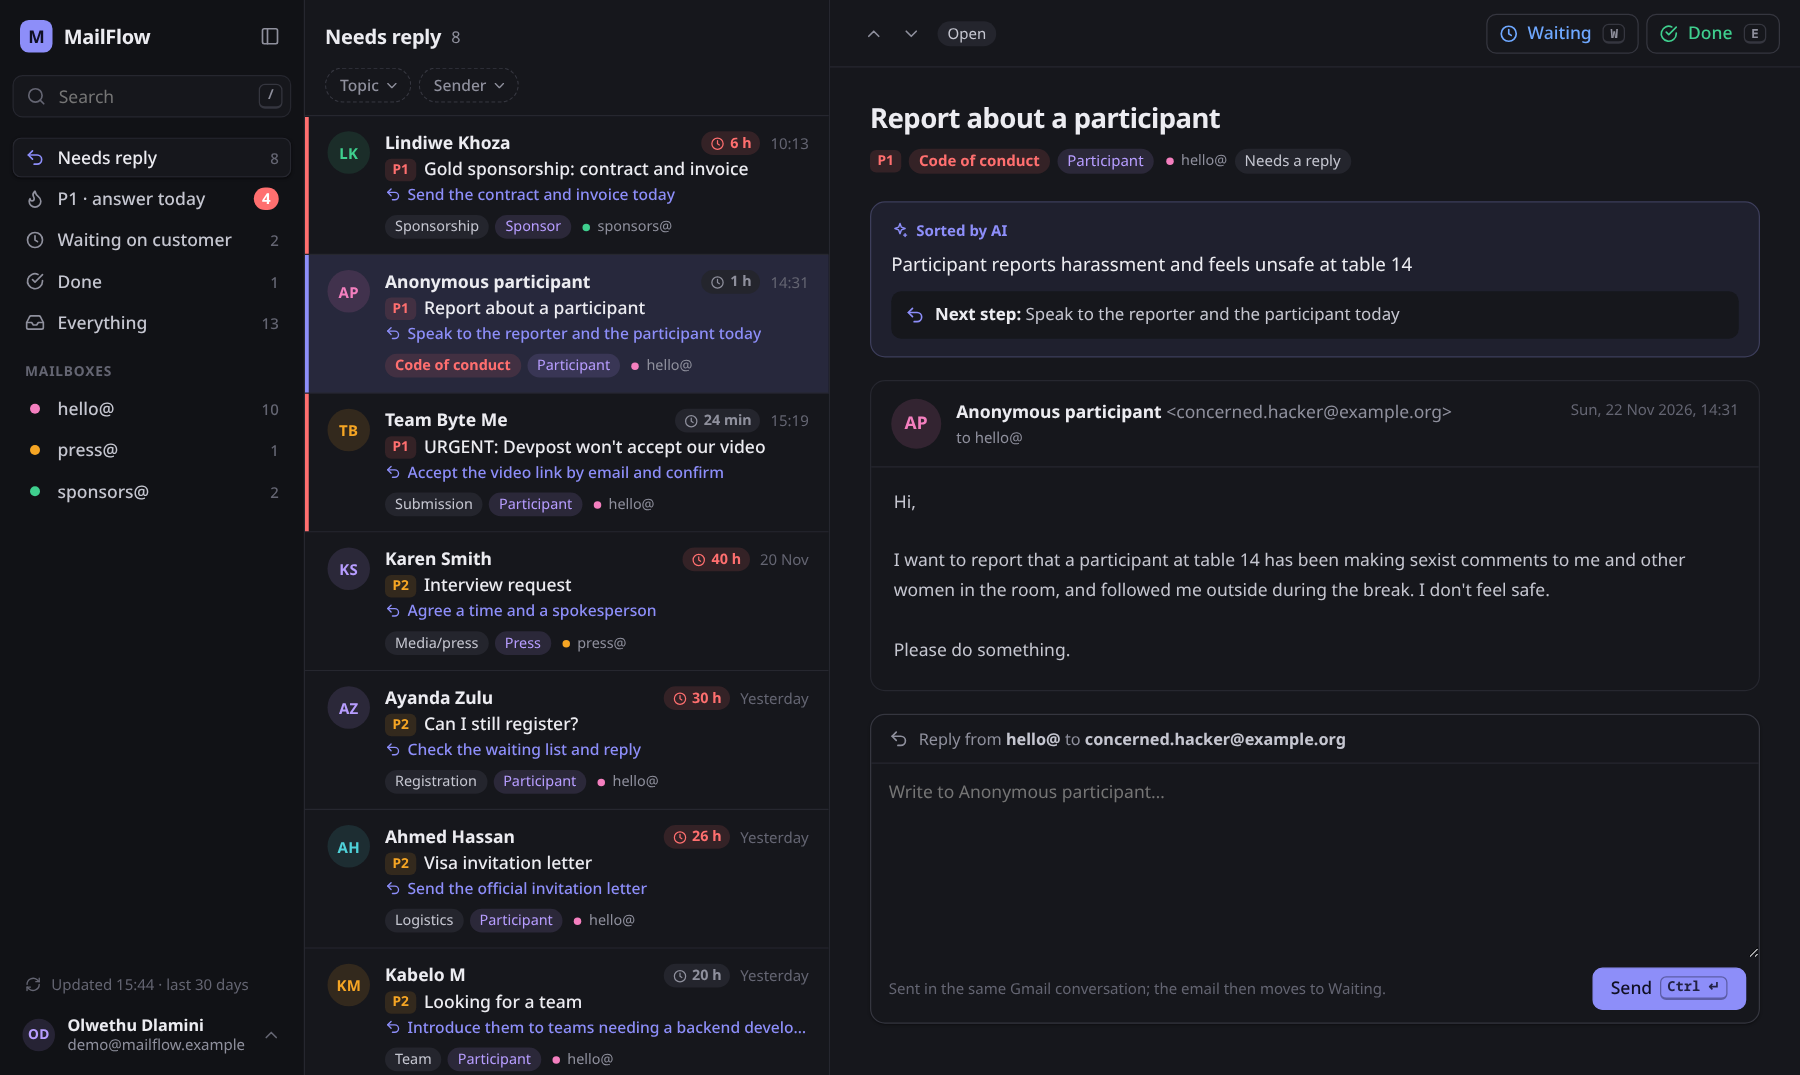 M MailFlow
Search /
Needs reply 8
P1 · answer today 4
Waiting on customer 2
Done 1
Everything 13
MAILBOXES
hello@ 10
press@ 1
sponsors@ 2
Updated 15:44 · last 30 days
OD Olwethu Dlamini
demo@mailflow.example
Needs reply 8
Topic Sender
LK Lindiwe Khoza 6 h 10:13
P1 Gold sponsorship: contract and invoice
Send the contract and invoice today
Sponsorship Sponsor sponsors@
AP Anonymous participant 1 h 14:31
P1 Report about a participant
Speak to the reporter and the participant today
Code of conduct Participant hello@
TB Team Byte Me 24 min 15:19
P1 URGENT: Devpost won't accept our video
Accept the video link by email and confirm
Submission Participant hello@
KS Karen Smith 40 h 20 Nov
P2 Interview request
Agree a time and a spokesperson
Media/press Press press@
AZ Ayanda Zulu 30 h Yesterday
P2 Can I still register?
Check the waiting list and reply
Registration Participant hello@
AH Ahmed Hassan 26 h Yesterday
P2 Visa invitation letter
Send the official invitation letter
Logistics Participant hello@
KM Kabelo M 20 h Yesterday
P2 Looking for a team
Introduce them to teams needing a backend develo...
Team Participant hello@
Open Waiting W Done E
Report about a participant
P1 Code of conduct Participant hello@ Needs a reply
Sorted by AI
Participant reports harassment and feels unsafe at table 14
Next step: Speak to the reporter and the participant today
AP Anonymous participant <concerned.hacker@example.org> Sun, 22 Nov 2026, 14:31
to hello@
Hi,
I want to report that a participant at table 14 has been making sexist comments to me and other
women in the room, and followed me outside during the break. I don't feel safe.
Please do something.
Reply from hello@ to concerned.hacker@example.org
Write to Anonymous participant...
Sent in the same Gmail conversation; the email then moves to Waiting.
Send Ctrl ↵